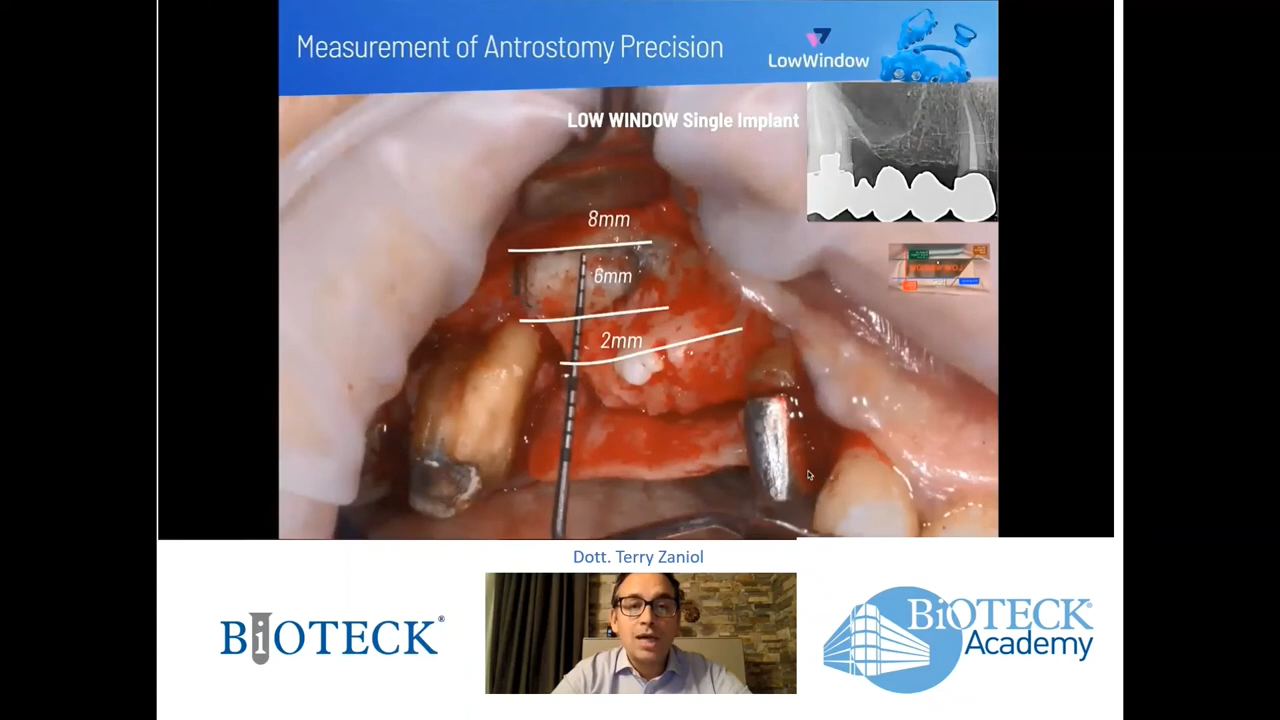 Measurement of Antrostomy Precision
LowWindow
LOW WINDOW Single Implant
8mm
6mm
2mm
Dott. Terry Zaniol
BiOTECK®
BiOTECK®
Academy